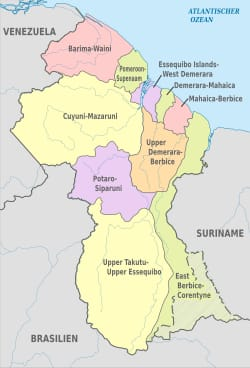 ATLANTISCHER
OZEAN
VENEZUELA
Barima-Waini
Pomeroon-
Supenaam
Essequibo Islands-
West Demerara
Demerara-Mahaica
Mahaica-Berbice
Cuyuni-Mazaruni
Upper
Demerara-
Berbice
Potaro-
Siparuni
SURINAME
Upper Takutu-
Upper Essequibo
East
Berbice-
Corentyne
BRASILIEN